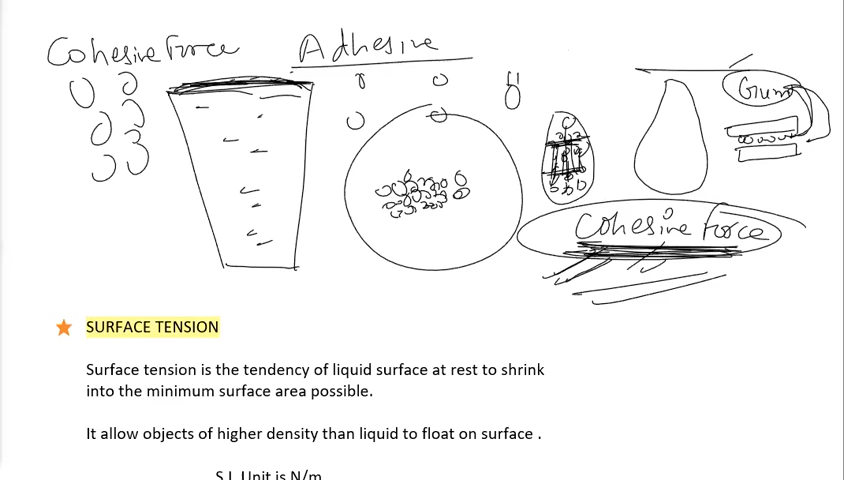 Cohesive Force Adhesive
Gum
Cohesive Force
SURFACE TENSION
Surface tension is the tendency of liquid surface at rest to shrink
into the minimum surface area possible.
It allow objects of higher density than liquid to float on surface .
S.I. Unit is N/m